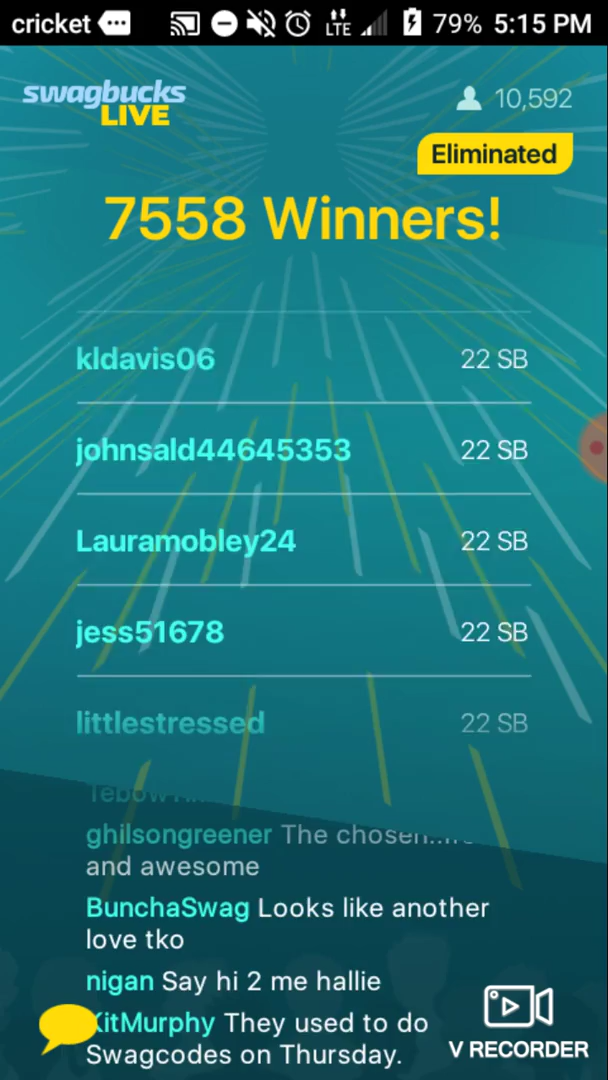 cricket
LTE
79% 5:15 PM
swagbucks
LIVE
10,592
Eliminated
7558 Winners!
kldavis06 22 SB
johnsald44645353 22 SB
Lauramobley24 22 SB
jess51678 22 SB
littlestressed 22 SB
ghilsongreener The chosen...
and awesome
BunchaSwag Looks like another
love tko
nigan Say hi 2 me hallie
KitMurphy They used to do
Swagcodes on Thursday.
V RECORDER